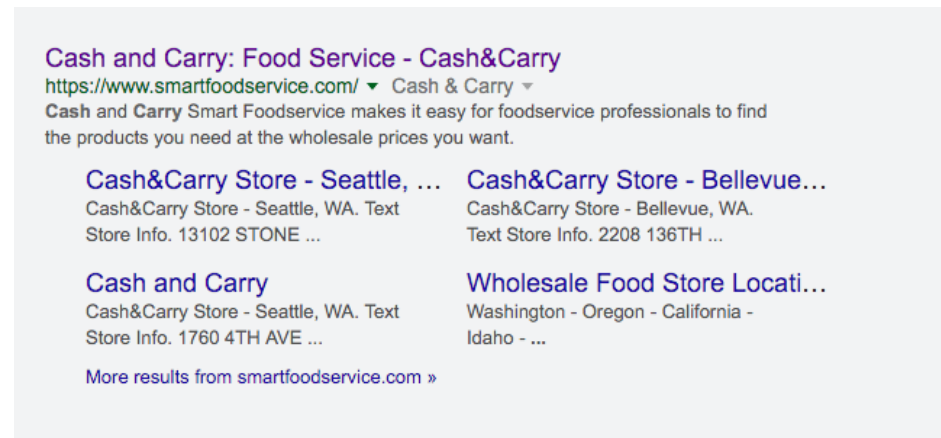 Cash and Carry: Food Service - Cash&Carry
https://www.smartfoodservice.com/ ▼ Cash & Carry ▼
Cash and Carry Smart Foodservice makes it easy for foodservice professionals to find
the products you need at the wholesale prices you want.
Cash&Carry Store - Seattle, ...
Cash&Carry Store - Seattle, WA. Text
Store Info. 13102 STONE ...
Cash&Carry Store - Bellevue...
Cash&Carry Store - Bellevue, WA.
Text Store Info. 2208 136TH ...
Cash and Carry
Cash&Carry Store - Seattle, WA. Text
Store Info. 1760 4TH AVE ...
Wholesale Food Store Locati...
Washington - Oregon - California -
Idaho - ...
More results from smartfoodservice.com »